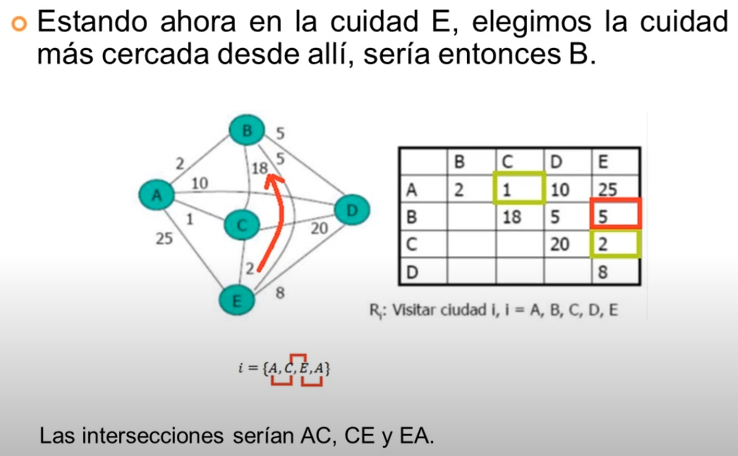 Estando ahora en la cuidad E, elegimos la cuidad
más cercada desde allí, sería entonces B.
B 5
2 18 5
10
A
D
1 C
25 20
2
E 8
B C D E
A 2 1 10 25
B 18 5 5
C 20 2
D 8
Ri: Visitar ciudad i, i = A, B, C, D, E
i = {A, C, E, A}
Las intersecciones serían AC, CE y EA.